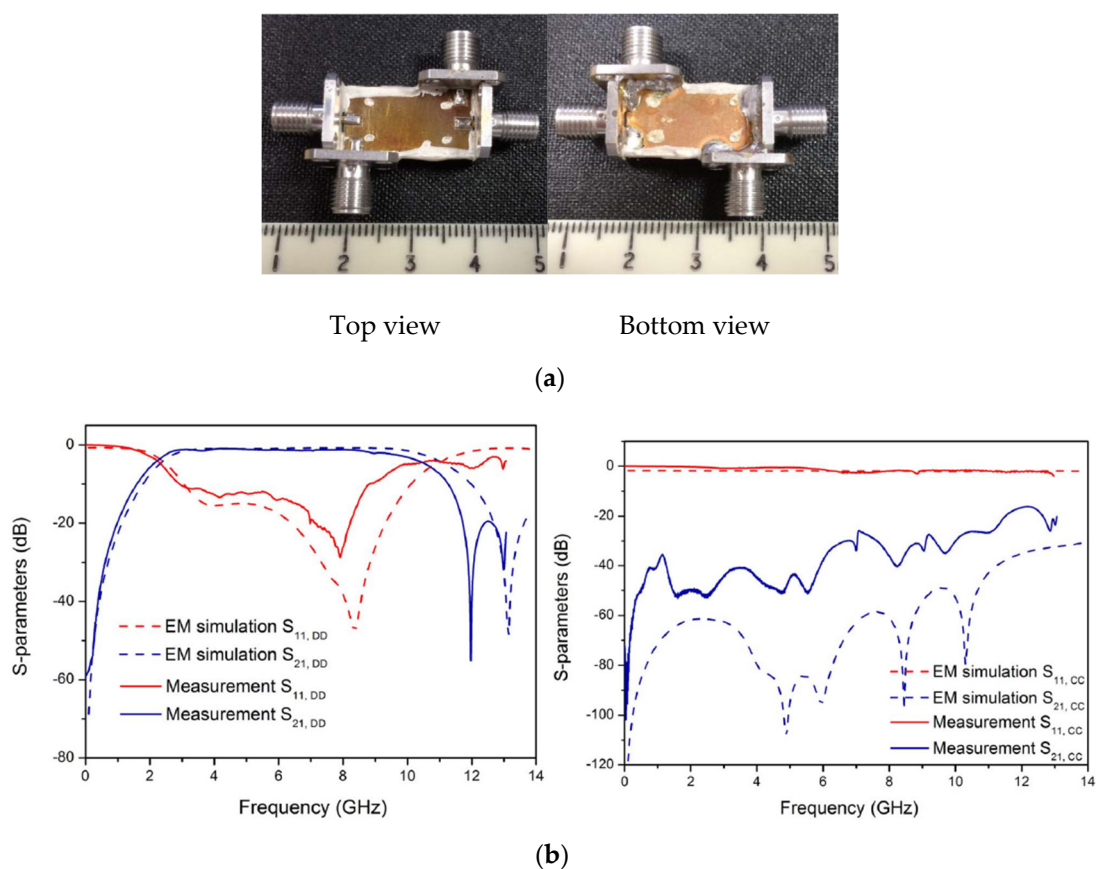 1 2 3 4 5 1 2 3 4 5
Top view Bottom view
(a)
0
-20
-40
-60
-80
S-parameters (dB)
EM simulation S11, DD
EM simulation S21, DD
Measurement S11, DD
Measurement S21, DD
0 2 4 6 8 10 12 14
Frequency (GHz)
20
0
-20
-40
-60
-80
-100
-120
S-parameters (dB)
EM simulation S11, CC
EM simulation S21, CC
Measurement S11, CC
Measurement S21, CC
0 2 4 6 8 10 12 14
Frequency (GHz)
(b)